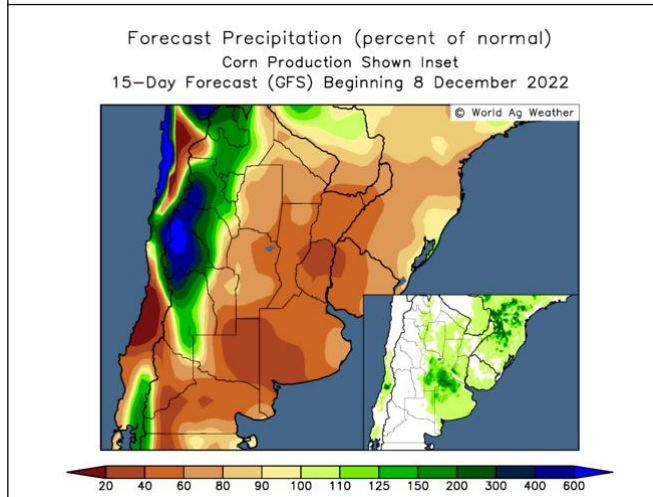 Forecast Precipitation (percent of normal)
Corn Production Shown Inset
15-Day Forecast (GFS) Beginning 8 December 2022
© World Ag Weather
20 40 60 80 90 100 110 125 150 200 300 400 600